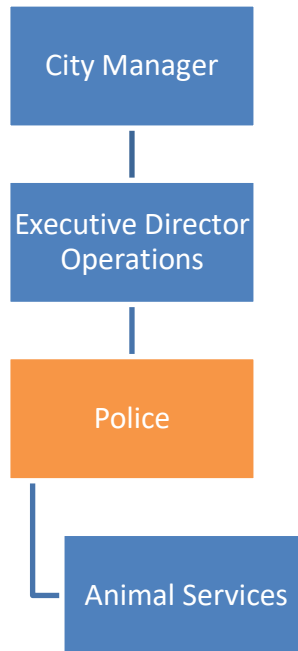 City Manager
Executive Director
Operations
Police
Animal Services